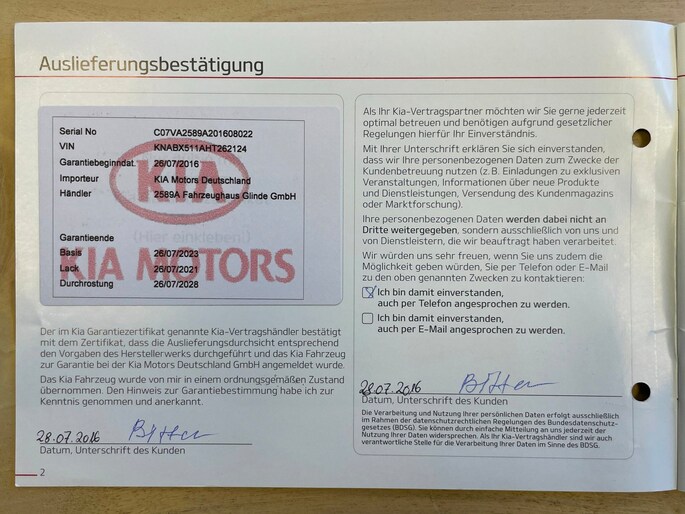 Auslieferungsbestätigung
Serial No C07VA2589A201608022
VIN KNABX511AHT262124
Garantiebeginndat. 26/07/2016
Importeur KIA Motors Deutschland
Händler 2589A Fahrzeughaus Glinde GmbH
KIA
Garantieende
(Hier einkleben)
Basis 26/07/2023
Lack 26/07/2021
Durchrostung 26/07/2028
KIA MOTORS
Der im Kia Garantiezertifikat genannte Kia-Vertragshändler bestätigt
mit dem Zertifikat, dass die Auslieferungsdurchsicht entsprechend
den Vorgaben des Herstellerwerks durchgeführt und das Kia Fahrzeug
zur Garantie bei der Kia Motors Deutschland GmbH angemeldet wurde.
Das Kia Fahrzeug wurde von mir in einem ordnungsgemäßen Zustand
übernommen. Den Hinweis zur Garantiebestimmung habe ich zur
Kenntnis genommen und anerkannt.
28.07.2016
Datum, Unterschrift des Kunden
2
Als Ihr Kia-Vertragspartner möchten wir Sie gerne jederzeit
optimal betreuen und benötigen aufgrund gesetzlicher
Regelungen hierfür Ihr Einverständnis.
Mit Ihrer Unterschrift erklären Sie sich einverstanden,
dass wir Ihre personenbezogenen Daten zum Zwecke der
Kundenbetreuung nutzen (z. B. Einladungen zu exklusiven
Veranstaltungen, Informationen über neue Produkte
und Dienstleistungen, Versendung des Kundenmagazins
oder Marktforschung).
Ihre personenbezogenen Daten werden dabei nicht an
Dritte weitergegeben, sondern ausschließlich von uns und
von Dienstleistern, die wir beauftragt haben verarbeitet.
Wir würden uns sehr freuen, wenn Sie uns zudem die
Möglichkeit geben würden, Sie per Telefon oder E-Mail
zu den oben genannten Zwecken zu kontaktieren:
Ich bin damit einverstanden,
auch per Telefon angesprochen zu werden.
Ich bin damit einverstanden,
auch per E-Mail angesprochen zu werden.
28.07.2016
Datum, Unterschrift des Kunden
Die Verarbeitung und Nutzung Ihrer persönlichen Daten erfolgt ausschließlich
im Rahmen der datenschutzrechtlichen Regelungen des Bundesdatenschutz-
gesetzes (BDSG). Sie können durch einfache Mitteilung an uns jederzeit der
Nutzung Ihrer Daten widersprechen. Als Ihr Kia-Vertragshändler sind wir auch
verantwortliche Stelle für die Verarbeitung Ihrer Daten im Sinne des BDSG.